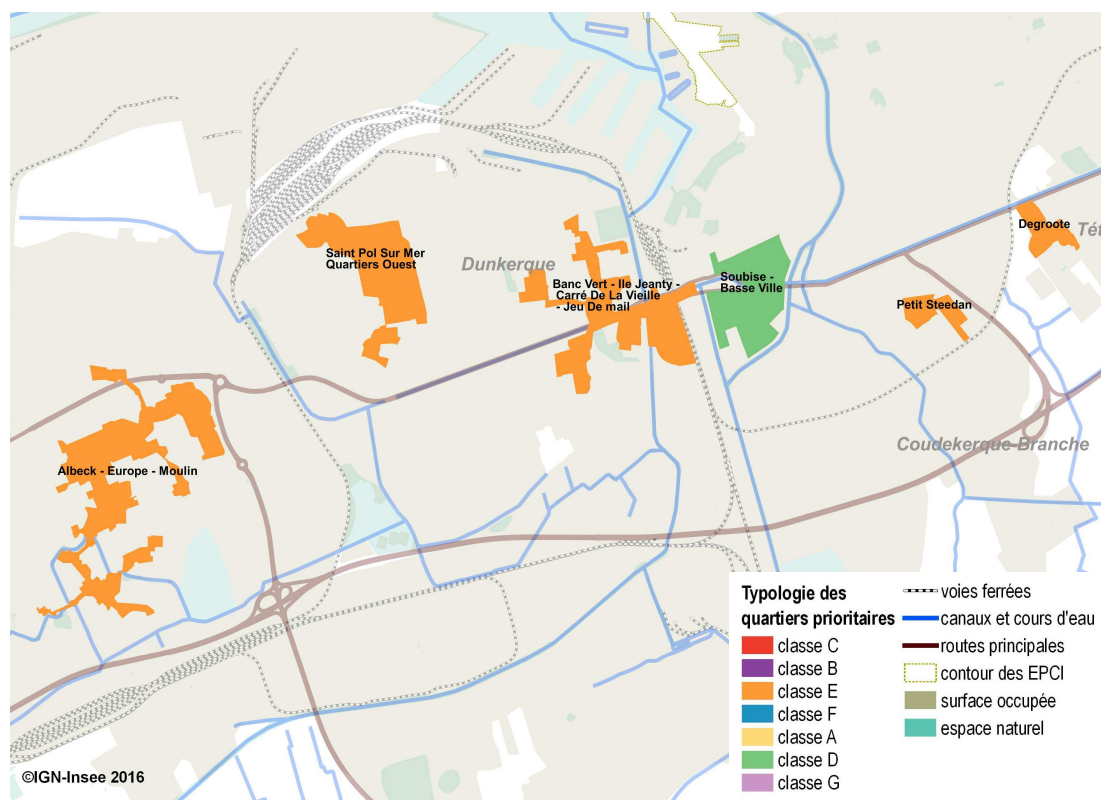 Degroote
Tét
Saint Pol Sur Mer
Quartiers Ouest
Dunkerque
Banc Vert - Ile Jeanty -
Carré De La Vieille
- Jeu De mail
Soubise -
Basse Ville
Petit Steedan
Coudekerque-Branche
Albeck - Europe - Moulin
Typologie des
quartiers prioritaires
classe C
classe B
classe E
classe F
classe A
classe D
classe G
voies ferrées
canaux et cours d'eau
routes principales
contour des EPCI
surface occupée
espace naturel
©IGN-Insee 2016